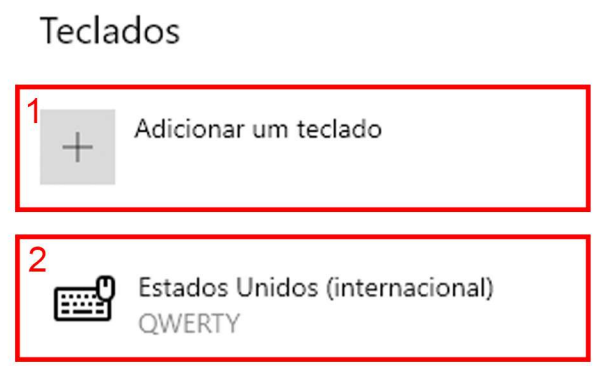 Teclados
1
Adicionar um teclado
2
Estados Unidos (internacional)
QWERTY